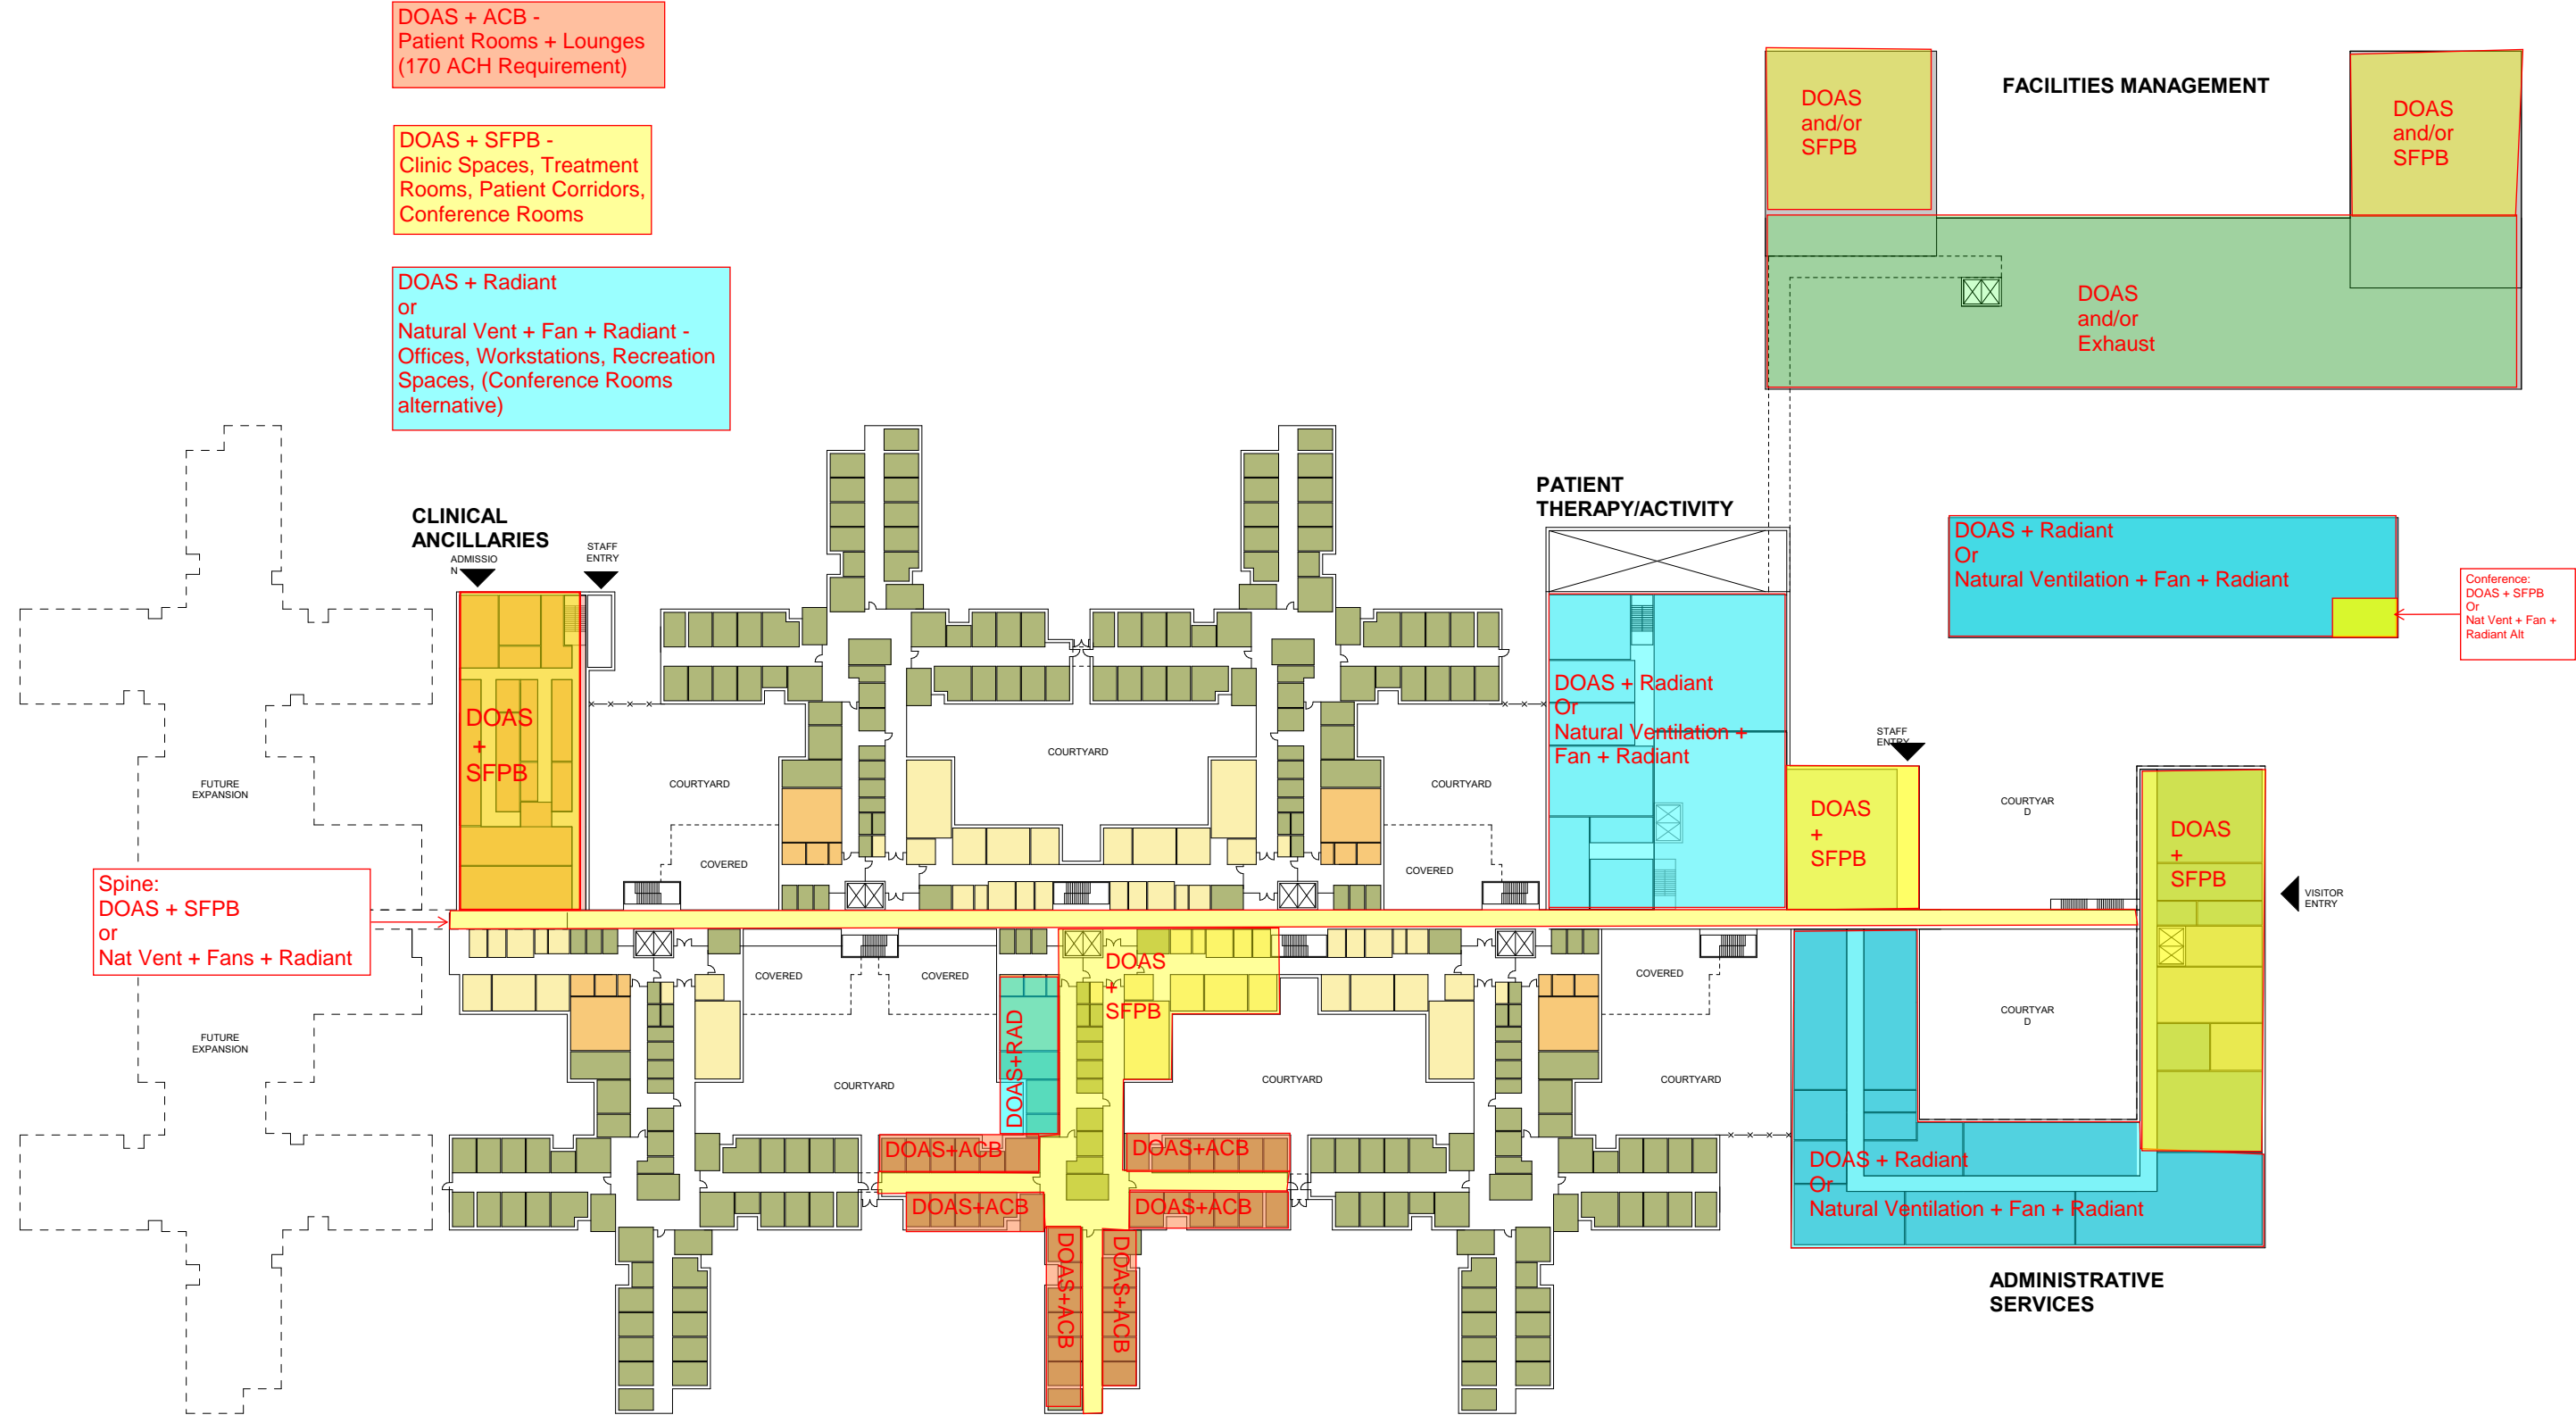 DOAS + ACB -
Patient Rooms + Lounges
(170 ACH Requirement)
DOAS + SFPB -
Clinic Spaces, Treatment
Rooms, Patient Corridors,
Conference Rooms
DOAS + Radiant
or
Natural Vent + Fan + Radiant -
Offices, Workstations, Recreation
Spaces, (Conference Rooms
alternative)
FACILITIES MANAGEMENT
DOAS
and/or
SFPB
DOAS
and/or
SFPB
DOAS
and/or
Exhaust
CLINICAL
ANCILLARIES
ADMISSIO
N
STAFF
ENTRY
PATIENT
THERAPY/ACTIVITY
DOAS + Radiant
Or
Natural Ventilation + Fan + Radiant
Conference:
DOAS + SFPB
Or
Nat Vent + Fan +
Radiant Alt
DOAS
+
SFPB
DOAS + Radiant
Or
Natural Ventilation +
Fan + Radiant
STAFF
ENTRY
COURTYARD
COURTYARD
COURTYARD
FUTURE
EXPANSION
COURTYAR
D
DOAS
+
SFPB
DOAS
+
SFPB
COVERED
COVERED
VISITOR
ENTRY
Spine:
DOAS + SFPB
or
Nat Vent + Fans + Radiant
COVERED
COVERED
DOAS
+
SFPB
COVERED
COURTYAR
D
FUTURE
EXPANSION
DOAS+RAD
COURTYARD
COURTYARD
COURTYARD
DOAS+ACB
DOAS+ACB
DOAS+ACB
DOAS+ACB
DOAS + Radiant
Or
Natural Ventilation + Fan + Radiant
DOAS+ACB
DOAS+ACB
ADMINISTRATIVE
SERVICES